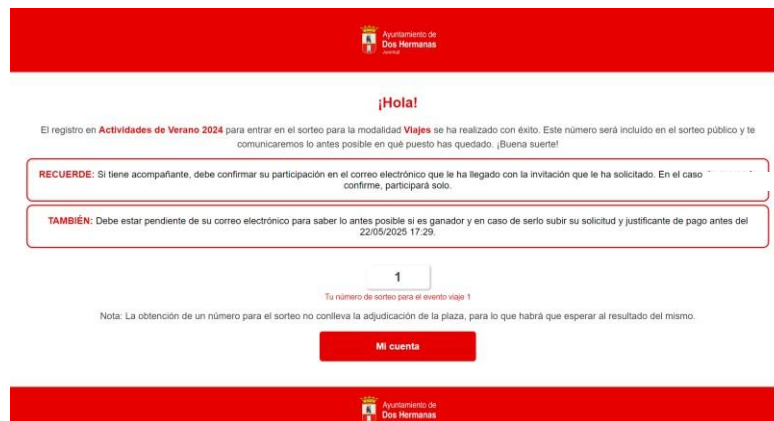 Ayuntamiento de
Dos Hermanas
Juventud
¡Hola!
El registro en Actividades de Verano 2024 para entrar en el sorteo para la modalidad Viajes se ha realizado con éxito. Este número será incluido en el sorteo público y te
comunicaremos lo antes posible en qué puesto has quedado. ¡Buena suerte!
RECUERDE: Si tiene acompañante, debe confirmar su participación en el correo electrónico que le ha llegado con la invitación que le ha solicitado. En el caso
confirme, participará solo.
TAMBIÉN: Debe estar pendiente de su correo electrónico para saber lo antes posible si es ganador y en caso de serlo subir su solicitud y justificante de pago antes del
22/05/2025 17:29.
1
Tu número de sorteo para el evento viaje 1
Nota: La obtención de un número para el sorteo no conlleva la adjudicación de la plaza, para lo que habrá que esperar al resultado del mismo.
Mi cuenta
Ayuntamiento de
Dos Hermanas